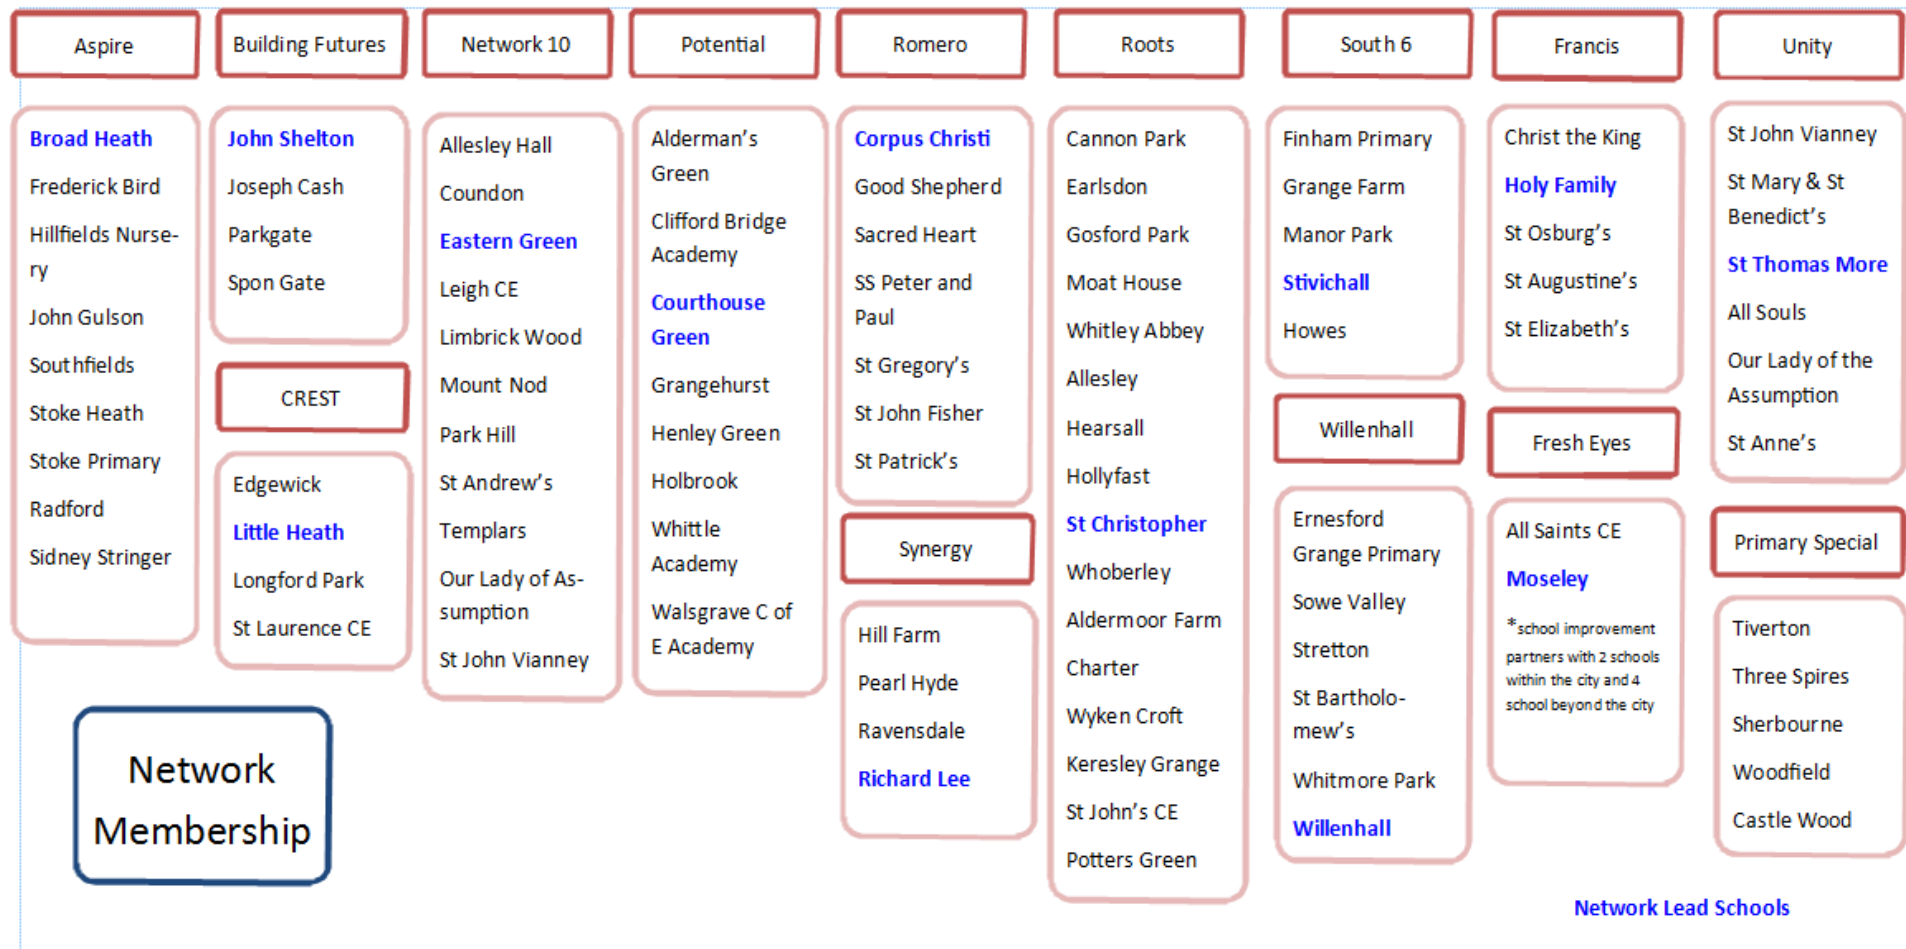 Aspire
Broad Heath
Frederick Bird
Hillfields Nurse-
ry
John Gulson
Southfields
Stoke Heath
Stoke Primary
Radford
Sidney Stringer
Building Futures
John Shelton
Joseph Cash
Parkgate
Spon Gate
CREST
Edgewick
Little Heath
Longford Park
St Laurence CE
Network 10
Allesley Hall
Coundon
Eastern Green
Leigh CE
Limbrick Wood
Mount Nod
Park Hill
St Andrew's
Templars
Our Lady of As-
sumption
St John Vianney
Potential
Alderman's
Green
Clifford Bridge
Academy
Courthouse
Green
Grangehurst
Henley Green
Holbrook
Whittle
Academy
Walsgrave C of
E Academy
Romero
Corpus Christi
Good Shepherd
Sacred Heart
SS Peter and
Paul
St Gregory's
St John Fisher
St Patrick's
Synergy
Hill Farm
Pearl Hyde
Ravensdale
Richard Lee
Roots
Cannon Park
Earlsdon
Gosford Park
Moat House
Whitley Abbey
Allesley
Hearsall
Hollyfast
St Christopher
Whoberley
Aldermoor Farm
Charter
Wyken Croft
Keresley Grange
St John's CE
Potters Green
South 6
Finham Primary
Grange Farm
Manor Park
Stivichall
Howes
Willenhall
Ernesford
Grange Primary
Sowe Valley
Stretton
St Bartholo-
mew's
Whitmore Park
Willenhall
Francis
Christ the King
Holy Family
St Osburg's
St Augustine's
St Elizabeth's
Fresh Eyes
All Saints CE
Moseley
*school improvement
partners with 2 schools
within the city and 4
school beyond the city
Unity
St John Vianney
St Mary & St
Benedict's
St Thomas More
All Souls
Our Lady of the
Assumption
St Anne's
Primary Special
Tiverton
Three Spires
Sherbourne
Woodfield
Castle Wood
Network
Membership
Network Lead Schools